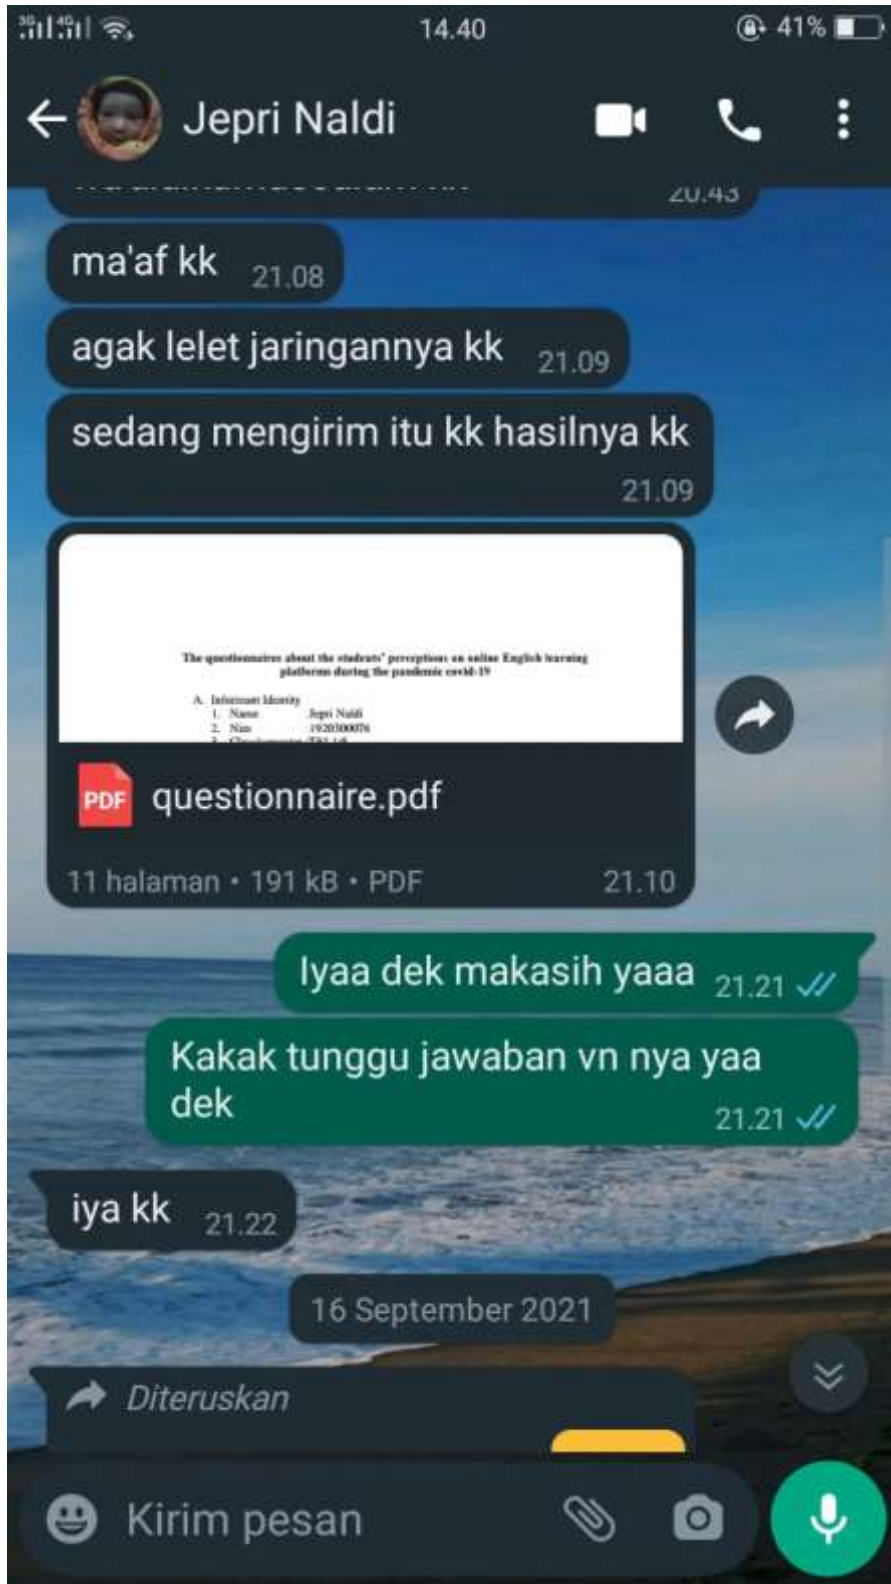 3G 4G 14.40 41%
Jepri Naldi
20.43
ma'af kk 21.08
agak lelet jaringannya kk 21.09
sedang mengirim itu kk hasilnya kk
21.09
The questionnaires about the students' perceptions on online English learning
platforms during the pandemic covid-19
A. Informant Identity
1. Name Jepri Naldi
2. Nim 1920300076
PDF questionnaire.pdf
11 halaman • 191 kB • PDF 21.10
Iyaa dek makasih yaaa 21.21
Kakak tunggu jawaban vn nya yaa
dek 21.21
iya kk 21.22
16 September 2021
Diteruskan
Kirim pesan